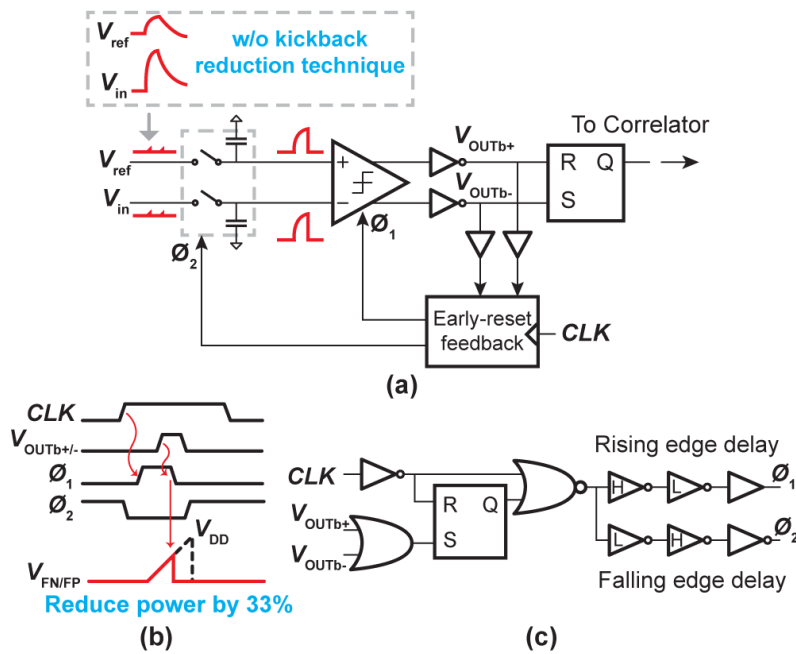 Vref
Vin
w/o kickback
reduction technique
Vref
Vin
+
−
Ø1
Ø2
VOUTb+
VOUTb-
R Q
S
To Correlator
Early-reset
feedback
CLK
(a)
CLK
VOUTb+/-
Ø1
Ø2
VDD
VFN/FP
Reduce power by 33%
(b)
CLK
VOUTb+
VOUTb-
R Q
S
Rising edge delay
H L Ø1
L H Ø2
Falling edge delay
(c)